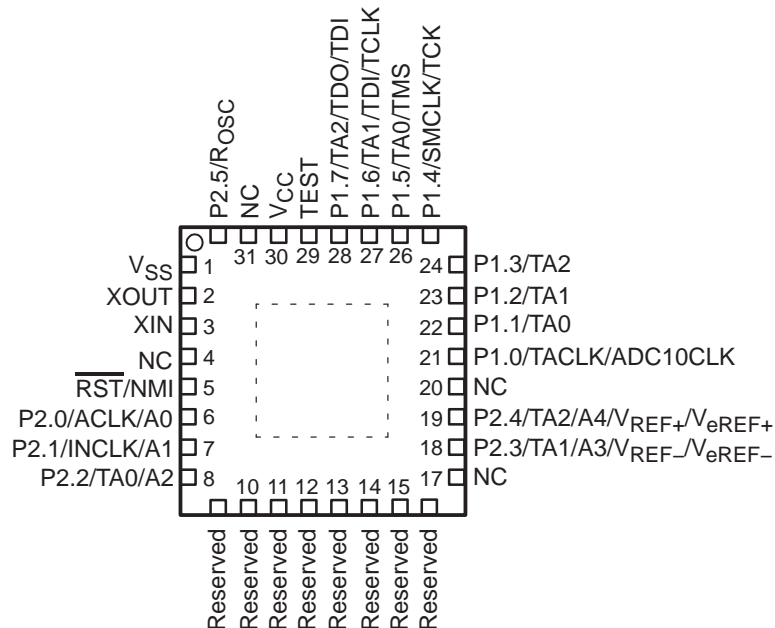 P2.5/ROSC
NC
VCC
TEST
P1.7/TA2/TDO/TDI
P1.6/TA1/TDI/TCLK
P1.5/TA0/TMS
P1.4/SMCLK/TCK
31 30 29 28 27 26
VSS 1
XOUT 2
XIN 3
NC 4
RST/NMI 5
P2.0/ACLK/A0 6
P2.1/INCLK/A1 7
P2.2/TA0/A2 8
24 P1.3/TA2
23 P1.2/TA1
22 P1.1/TA0
21 P1.0/TACLK/ADC10CLK
20 NC
19 P2.4/TA2/A4/VREF+/VeREF+
18 P2.3/TA1/A3/VREF−/VeREF−
17 NC
10 11 12 13 14 15
Reserved
Reserved
Reserved
Reserved
Reserved
Reserved
Reserved
Reserved